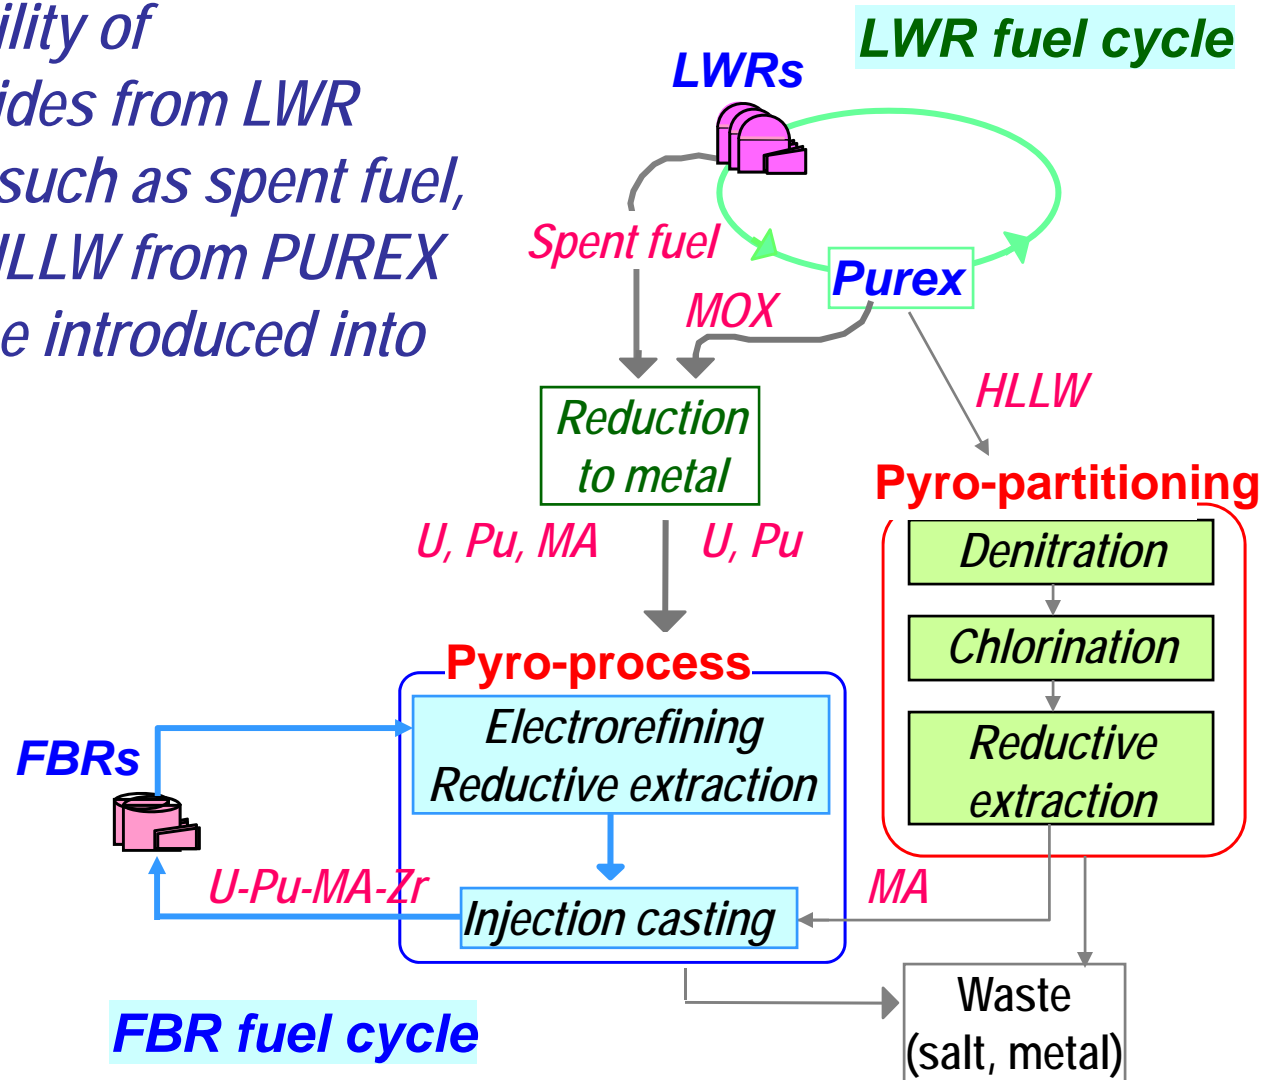 ility of
ides from LWR
such as spent fuel,
ILLW from PUREX
e introduced into
LWR fuel cycle
LWRs
Spent fuel
Purex
MOX
HLLW
Reduction
to metal
Pyro-partitioning
U, Pu, MA
U, Pu
Denitration
Chlorination
Reductive
extraction
Pyro-process
Electrorefining
Reductive extraction
FBRs
U-Pu-MA-Zr
Injection casting
MA
Waste
(salt, metal)
FBR fuel cycle